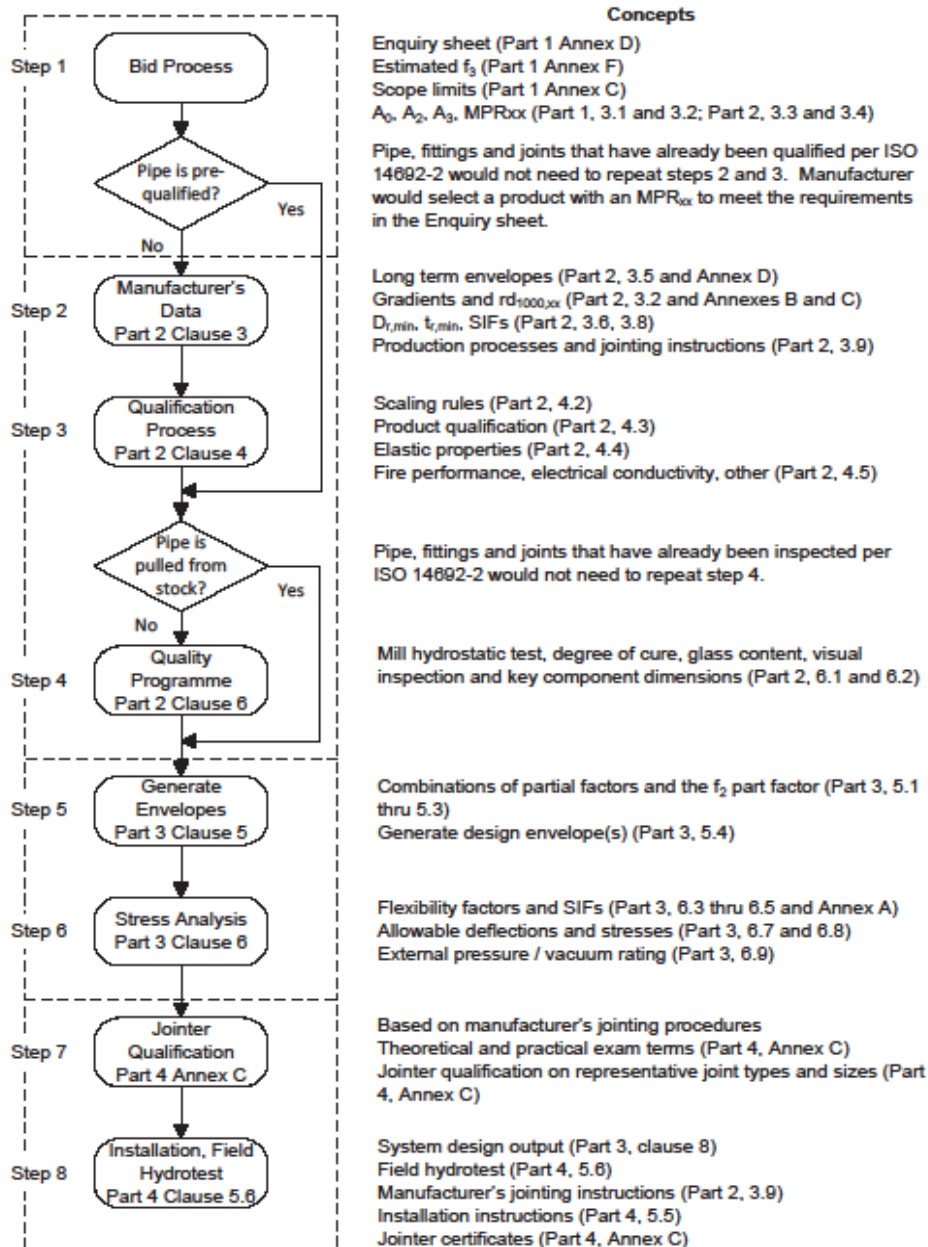 Concepts
Step 1
Bid Process
Enquiry sheet (Part 1 Annex D)
Estimated f₃ (Part 1 Annex F)
Scope limits (Part 1 Annex C)
A₀, A₂, A₃, MPRxx (Part 1, 3.1 and 3.2; Part 2, 3.3 and 3.4)
Pipe is pre-
qualified?
Yes
No
Pipe, fittings and joints that have already been qualified per ISO
14692-2 would not need to repeat steps 2 and 3. Manufacturer
would select a product with an MPRₓₓ to meet the requirements
in the Enquiry sheet.
Step 2
Manufacturer's
Data
Part 2 Clause 3
Long term envelopes (Part 2, 3.5 and Annex D)
Gradients and rd₁₀₀₀,ₓₓ (Part 2, 3.2 and Annexes B and C)
Dr,min, tr,min, SIFs (Part 2, 3.6, 3.8)
Production processes and jointing instructions (Part 2, 3.9)
Step 3
Qualification
Process
Part 2 Clause 4
Scaling rules (Part 2, 4.2)
Product qualification (Part 2, 4.3)
Elastic properties (Part 2, 4.4)
Fire performance, electrical conductivity, other (Part 2, 4.5)
Pipe is
pulled from
stock?
Yes
No
Pipe, fittings and joints that have already been inspected per
ISO 14692-2 would not need to repeat step 4.
Step 4
Quality
Programme
Part 2 Clause 6
Mill hydrostatic test, degree of cure, glass content, visual
inspection and key component dimensions (Part 2, 6.1 and 6.2)
Step 5
Generate
Envelopes
Part 3 Clause 5
Combinations of partial factors and the f₂ part factor (Part 3, 5.1
thru 5.3)
Generate design envelope(s) (Part 3, 5.4)
Step 6
Stress Analysis
Part 3 Clause 6
Flexibility factors and SIFs (Part 3, 6.3 thru 6.5 and Annex A)
Allowable deflections and stresses (Part 3, 6.7 and 6.8)
External pressure / vacuum rating (Part 3, 6.9)
Step 7
Jointer
Qualification
Part 4 Annex C
Based on manufacturer's jointing procedures
Theoretical and practical exam terms (Part 4, Annex C)
Jointer qualification on representative joint types and sizes (Part
4, Annex C)
Step 8
Installation, Field
Hydrotest
Part 4 Clause 5.6
System design output (Part 3, clause 8)
Field hydrotest (Part 4, 5.6)
Manufacturer's jointing instructions (Part 2, 3.9)
Installation instructions (Part 4, 5.5)
Jointer certificates (Part 4, Annex C)